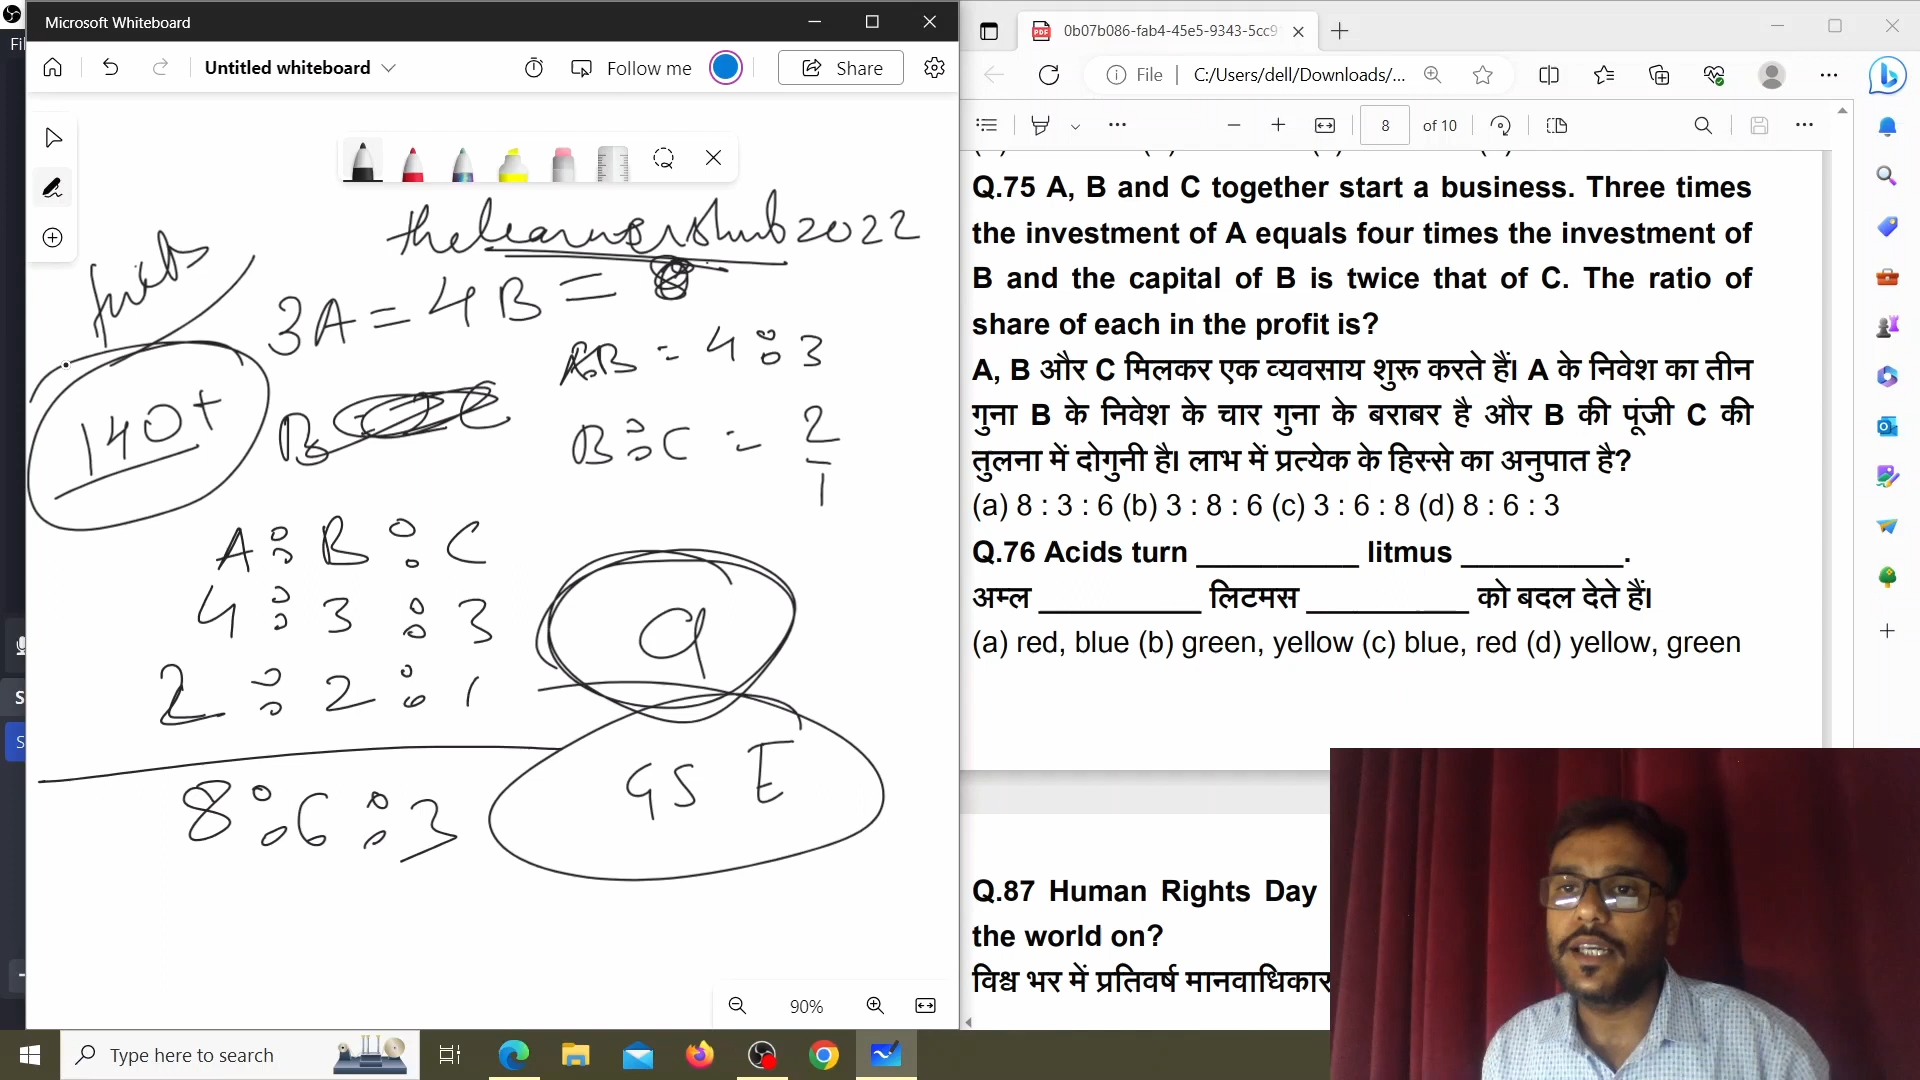 Microsoft Whiteboard
Untitled whiteboard
Follow me
Share
thelearnershub2022
3A = 4B =
A:B = 4:3
140+
B:C = 2/1
A : B : C
4 : 3 : 3
2 : 2 : 1
8 : 6 : 3
GS E
90%
0b07b086-fab4-45e5-9343-5cc9
File
C:/Users/dell/Downloads/...
8 of 10
Q.75 A, B and C together start a business. Three times
the investment of A equals four times the investment of
B and the capital of B is twice that of C. The ratio of
share of each in the profit is?
A, B और C मिलकर एक व्यवसाय शुरू करते हैं। A के निवेश का तीन
गुना B के निवेश के चार गुना के बराबर है और B की पूंजी C की
तुलना में दोगुनी है। लाभ में प्रत्येक के हिस्से का अनुपात है?
(a) 8 : 3 : 6 (b) 3 : 8 : 6 (c) 3 : 6 : 8 (d) 8 : 6 : 3
Q.76 Acids turn __________ litmus __________.
अम्ल __________ लिटमस __________ को बदल देते हैं।
(a) red, blue (b) green, yellow (c) blue, red (d) yellow, green
Q.87 Human Rights Day
the world on?
विश्व भर में प्रतिवर्ष मानवाधिकार
Type here to search